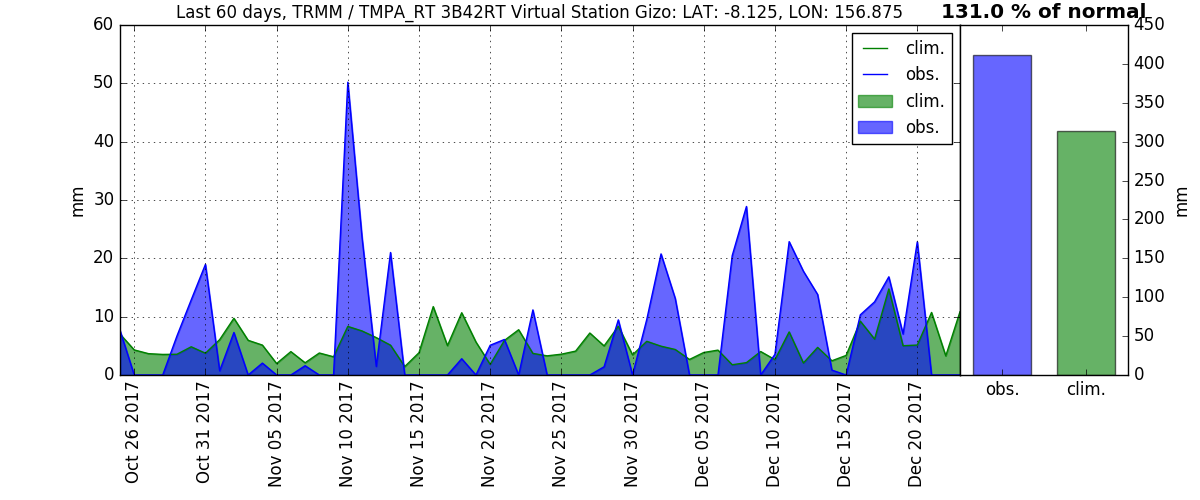 Last 60 days, TRMM / TMPA_RT 3B42RT Virtual Station Gizo: LAT: -8.125, LON: 156.875
131.0 % of normal
60
50
40
30
20
10
0
mm
clim.
obs.
clim.
obs.
450
400
350
300
250
200
150
100
50
0
mm
Oct 26 2017
Oct 31 2017
Nov 05 2017
Nov 10 2017
Nov 15 2017
Nov 20 2017
Nov 25 2017
Nov 30 2017
Dec 05 2017
Dec 10 2017
Dec 15 2017
Dec 20 2017
obs.
clim.